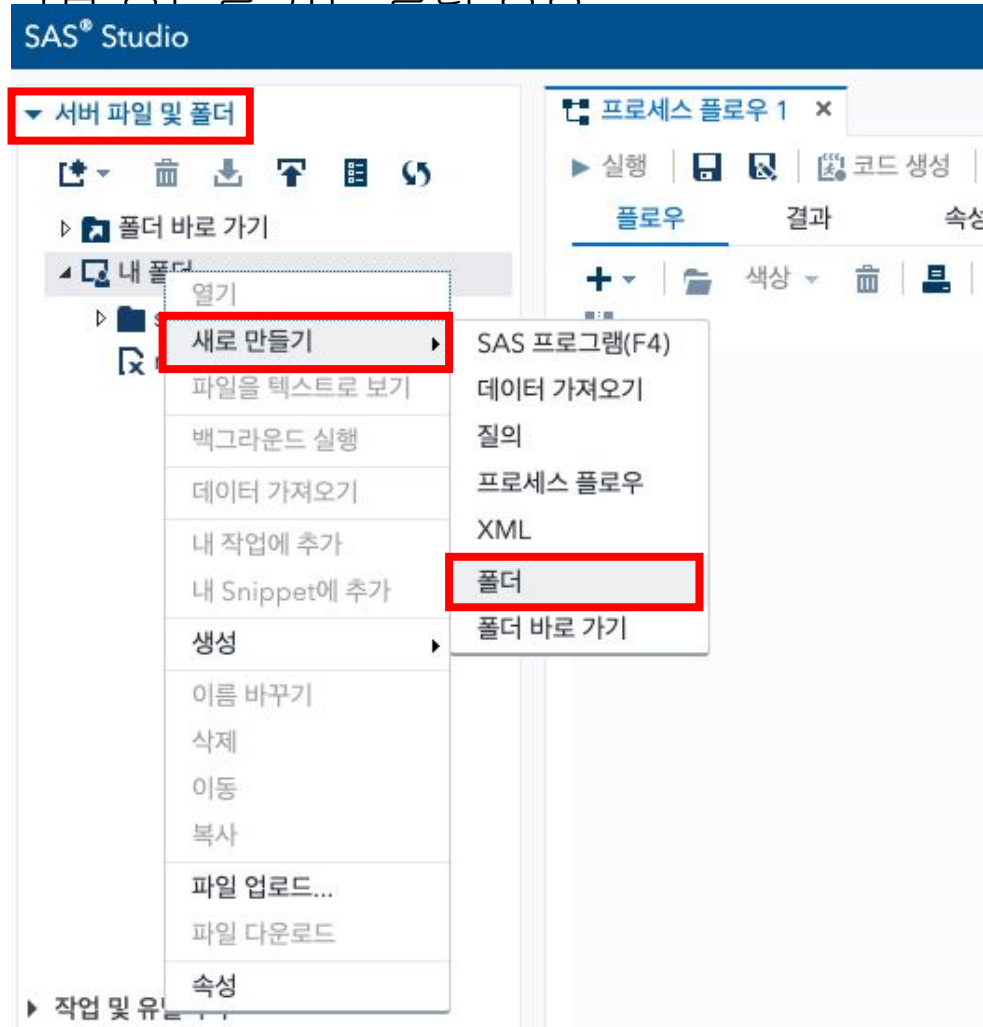 SAS® Studio
서버 파일 및 폴더
폴더 바로 가기
내 폴더
열기
새로 만들기
파일을 텍스트로 보기
백그라운드 실행
데이터 가져오기
내 작업에 추가
내 Snippet에 추가
생성
이름 바꾸기
삭제
이동
복사
파일 업로드...
파일 다운로드
속성
작업 및
프로세스 플로우 1
실행
코드 생성
플로우 결과 속성
색상
SAS 프로그램(F4)
데이터 가져오기
질의
프로세스 플로우
XML
폴더
폴더 바로 가기